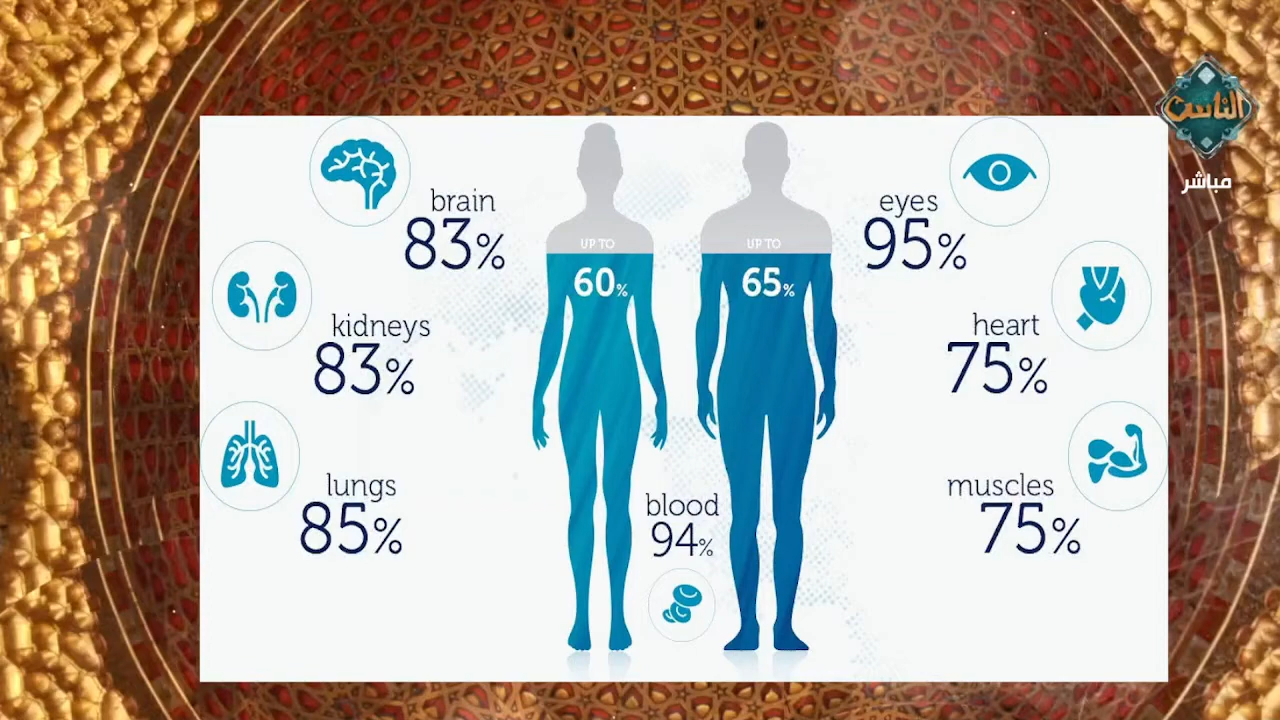 الناس
مباشر
brain
83%
kidneys
83%
lungs
85%
UP TO
60%
UP TO
65%
blood
94%
eyes
95%
heart
75%
muscles
75%